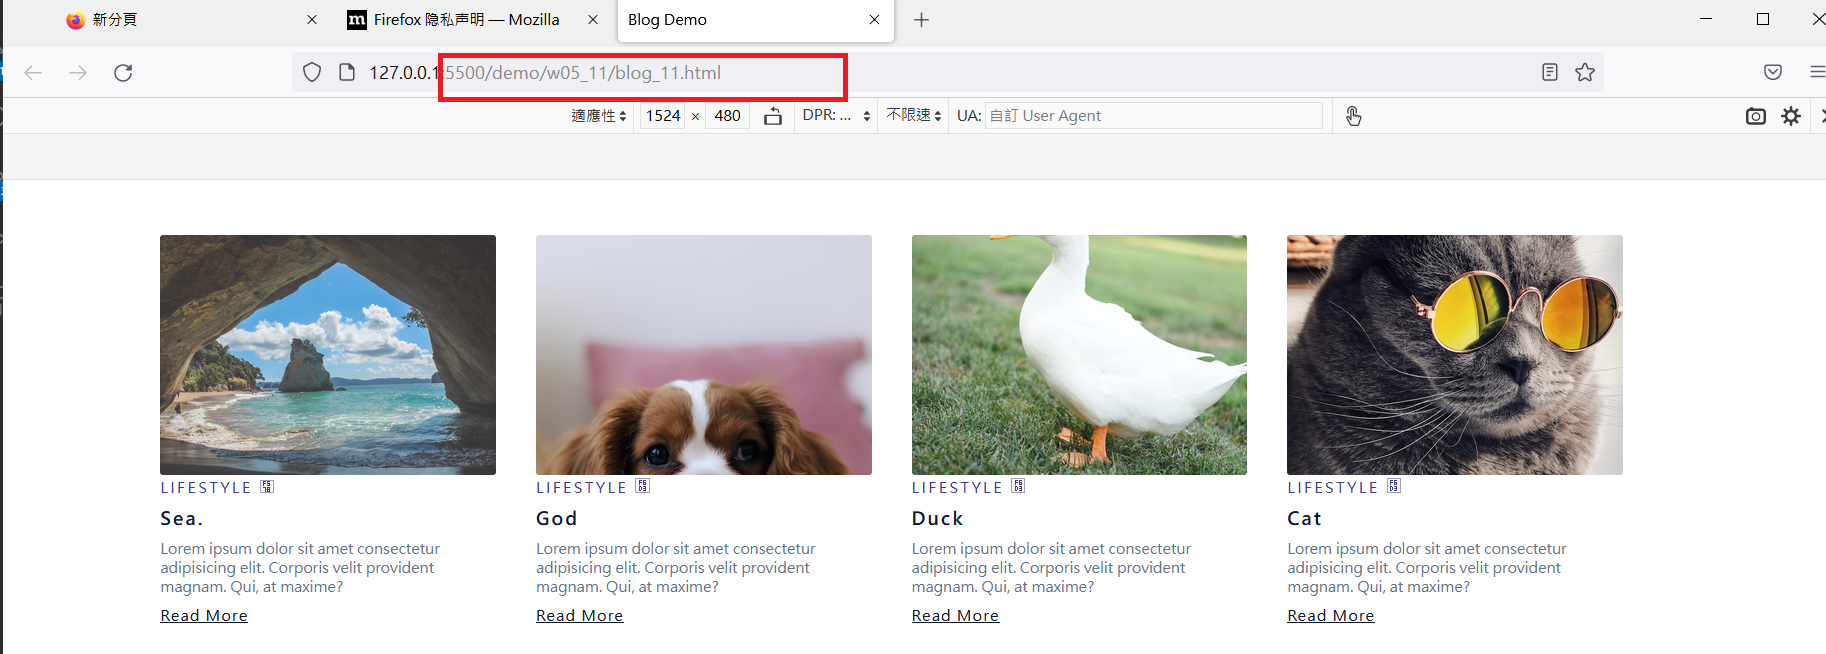 新分頁
Firefox 隐私声明 — Mozilla
Blog Demo
127.0.0.1:5500/demo/w05_11/blog_11.html
適應性 1524 × 480 DPR: ... 不限速 UA: 自訂 User Agent
LIFESTYLE
Sea.
Lorem ipsum dolor sit amet consectetur
adipisicing elit. Corporis velit provident
magnam. Qui, at maxime?
Read More
LIFESTYLE
God
Lorem ipsum dolor sit amet consectetur
adipisicing elit. Corporis velit provident
magnam. Qui, at maxime?
Read More
LIFESTYLE
Duck
Lorem ipsum dolor sit amet consectetur
adipisicing elit. Corporis velit provident
magnam. Qui, at maxime?
Read More
LIFESTYLE
Cat
Lorem ipsum dolor sit amet consectetur
adipisicing elit. Corporis velit provident
magnam. Qui, at maxime?
Read More